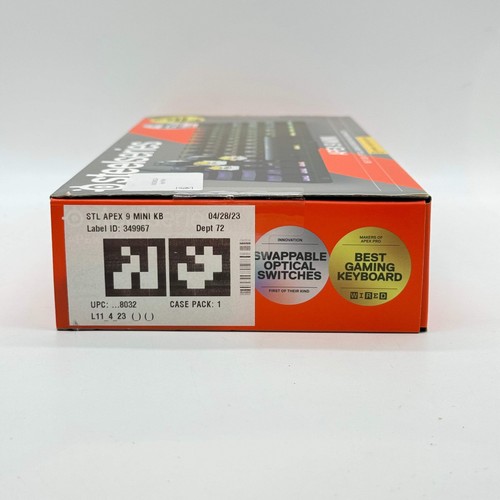 steelseries
STL APEX 9 MINI KB 04/28/23
Label ID: 349967 Dept 72
UPC: ...8032 CASE PACK: 1
L11_4_23 ()()
INNOVATION
SWAPPABLE
OPTICAL
SWITCHES
FIRST OF THEIR KIND
MAKERS OF
APEX PRO
BEST
GAMING
KEYBOARD
WIRED